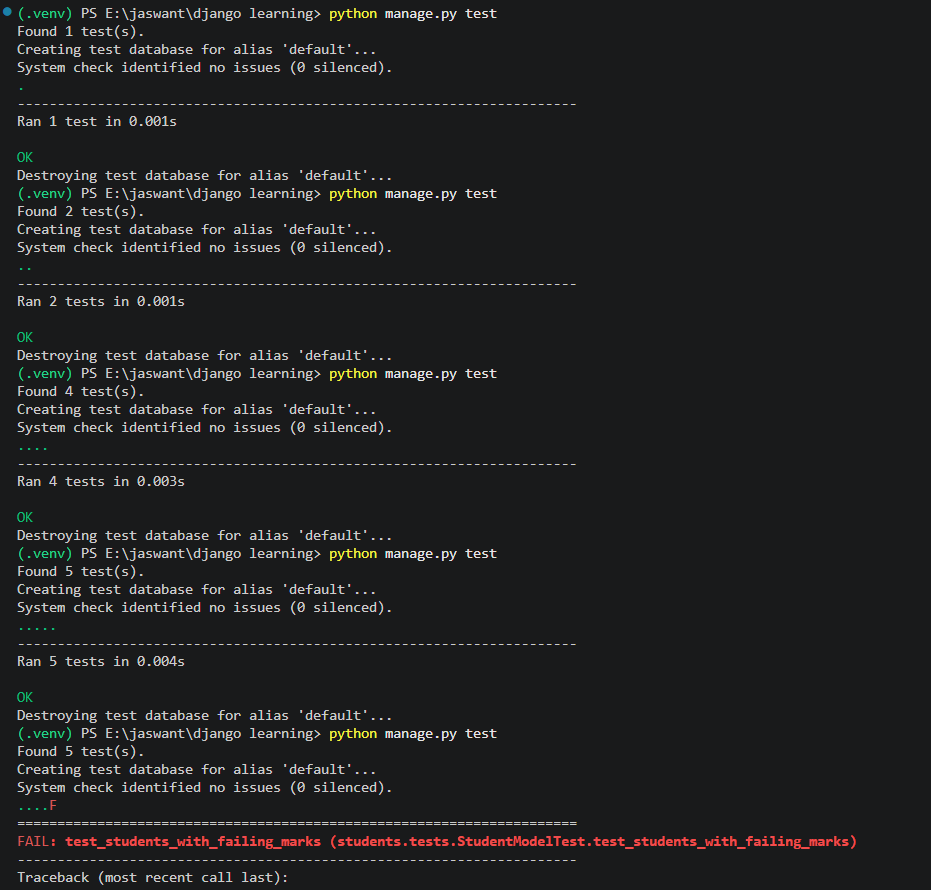 (.venv) PS E:\jaswant\django learning> python manage.py test
Found 1 test(s).
Creating test database for alias 'default'...
System check identified no issues (0 silenced).
.
----------------------------------------------------------------------
Ran 1 test in 0.001s

OK
Destroying test database for alias 'default'...
(.venv) PS E:\jaswant\django learning> python manage.py test
Found 2 test(s).
Creating test database for alias 'default'...
System check identified no issues (0 silenced).
..
----------------------------------------------------------------------
Ran 2 tests in 0.001s

OK
Destroying test database for alias 'default'...
(.venv) PS E:\jaswant\django learning> python manage.py test
Found 4 test(s).
Creating test database for alias 'default'...
System check identified no issues (0 silenced).
....
----------------------------------------------------------------------
Ran 4 tests in 0.003s

OK
Destroying test database for alias 'default'...
(.venv) PS E:\jaswant\django learning> python manage.py test
Found 5 test(s).
Creating test database for alias 'default'...
System check identified no issues (0 silenced).
.....
----------------------------------------------------------------------
Ran 5 tests in 0.004s

OK
Destroying test database for alias 'default'...
(.venv) PS E:\jaswant\django learning> python manage.py test
Found 5 test(s).
Creating test database for alias 'default'...
System check identified no issues (0 silenced).
....F
======================================================================
FAIL: test_students_with_failing_marks (students.tests.StudentModelTest.test_students_with_failing_marks)
----------------------------------------------------------------------
Traceback (most recent call last):